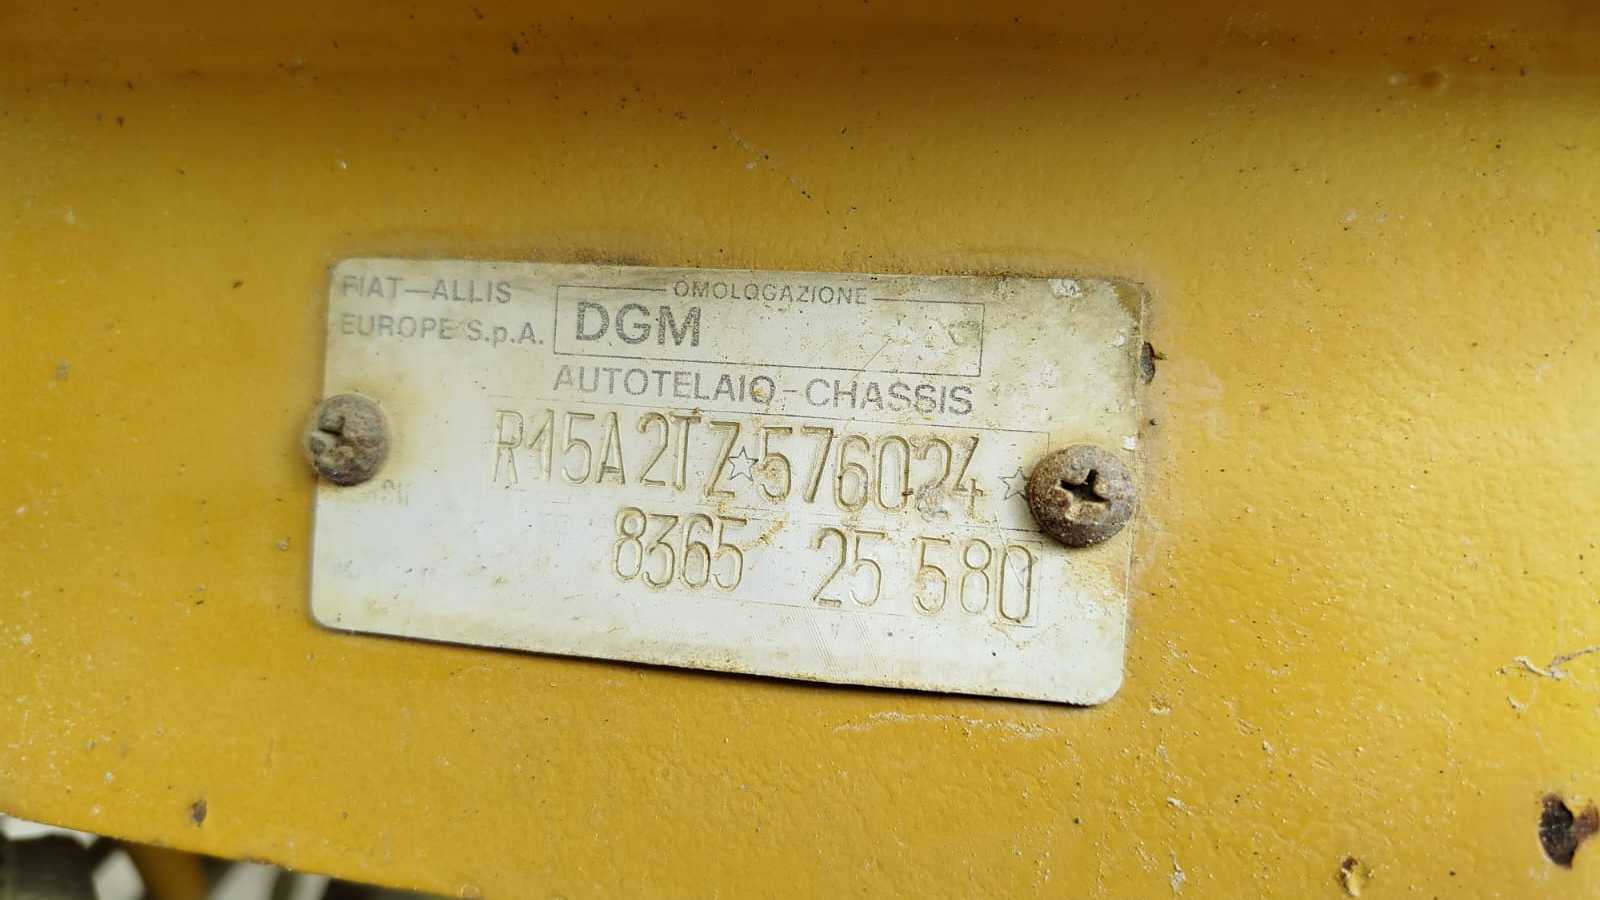 FIAT—ALLIS
EUROPE S.p.A.
OMOLOGAZIONE
DGM
AUTOTELAIO-CHASSIS
R15A2TZ☆576024☆
8365 25 580